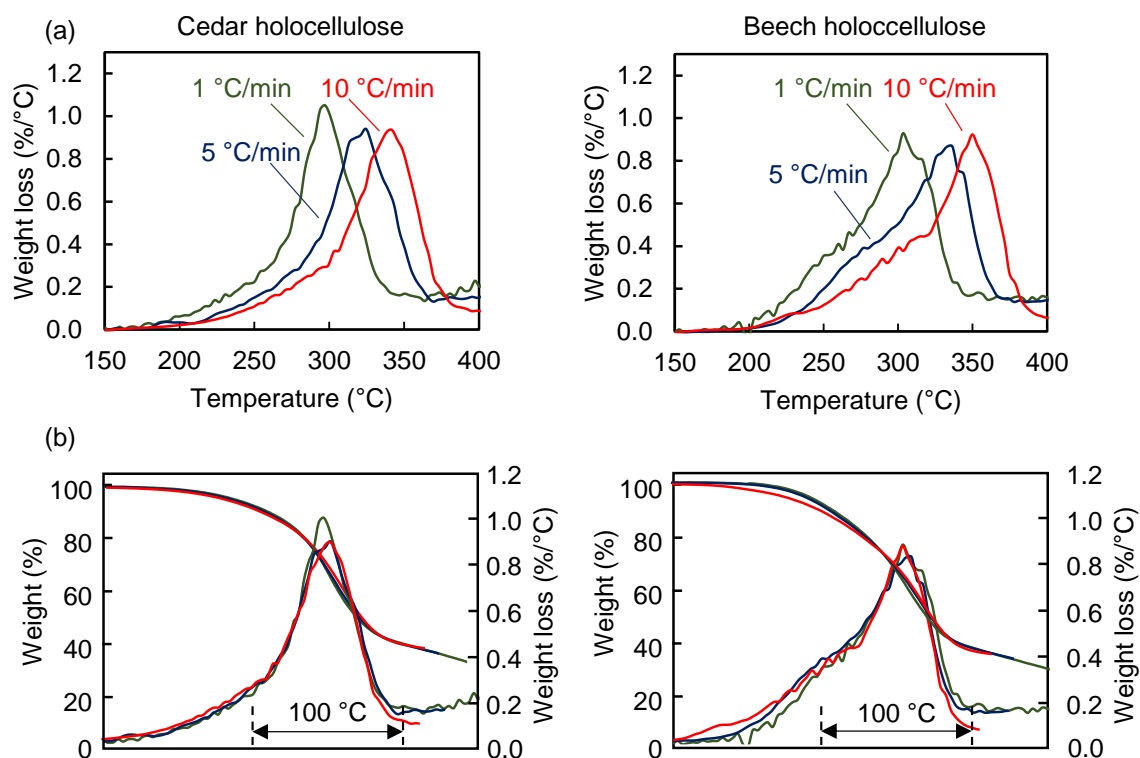 (a)
Cedar holocellulose
Weight loss (%/°C)
1.2
1.0
0.8
0.6
0.4
0.2
0.0
1 °C/min
10 °C/min
5 °C/min
150 200 250 300 350 400
Temperature (°C)
Beech holoccellulose
Weight loss (%/°C)
1.2
1.0
0.8
0.6
0.4
0.2
0.0
1 °C/min
10 °C/min
5 °C/min
150 200 250 300 350 400
Temperature (°C)
(b)
Weight (%)
100
80
60
40
20
0
100 °C
1.2
1.0
0.8
0.6
0.4
0.2
0.0
Weight loss (%/°C)
Weight (%)
100
80
60
40
20
0
100 °C
1.2
1.0
0.8
0.6
0.4
0.2
0.0
Weight loss (%/°C)